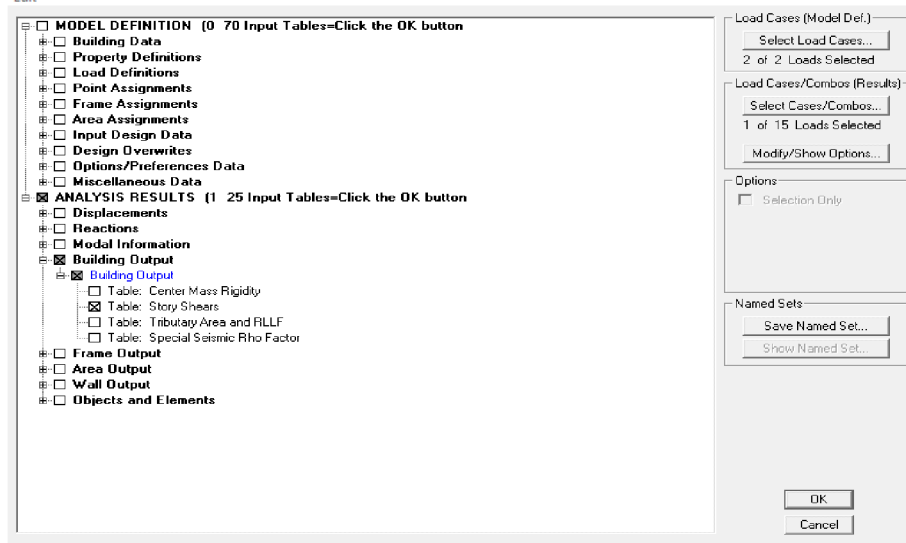 MODEL DEFINITION (0 70 Input Tables=Click the OK button
Building Data
Property Definitions
Load Definitions
Point Assignments
Frame Assignments
Area Assignments
Input Design Data
Design Overwrites
Options/Preferences Data
Miscellaneous Data
ANALYSIS RESULTS (1 25 Input Tables=Click the OK button
Displacements
Reactions
Modal Information
Building Output
Building Output
Table: Center Mass Rigidity
Table: Story Shears
Table: Tributary Area and RLLF
Table: Special Seismic Rho Factor
Frame Output
Area Output
Wall Output
Objects and Elements
Load Cases (Model Def.)
Select Load Cases...
2 of 2 Loads Selected
Load Cases/Combos (Results)
Select Cases/Combos...
1 of 15 Loads Selected
Modify/Show Options...
Options
Selection Only
Named Sets
Save Named Set...
Show Named Set...
OK
Cancel